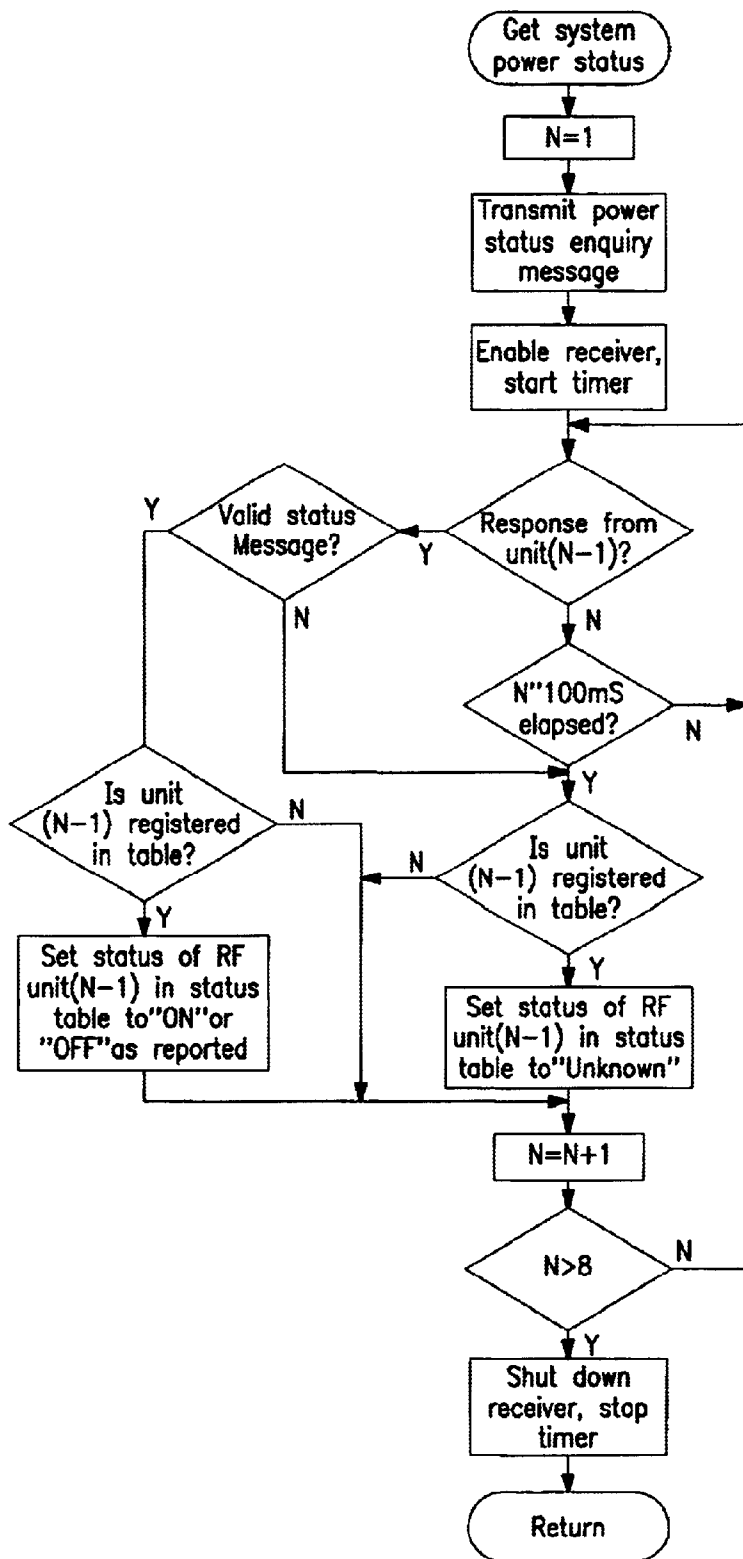 Get system
power status
N=1
Transmit power
status enquiry
message
Enable receiver,
start timer
Response from
unit(N-1)?
Y
Valid status
Message?
Y
N
N
N"100mS
elapsed?
N
Y
Is unit
(N-1) registered
in table?
N
Y
Is unit
(N-1) registered
in table?
N
Y
Set status of RF
unit(N-1) in status
table to"ON"or
"OFF"as reported
Set status of RF
unit(N-1) in status
table to"Unknown"
N=N+1
N>8
N
Y
Shut down
receiver, stop
timer
Return